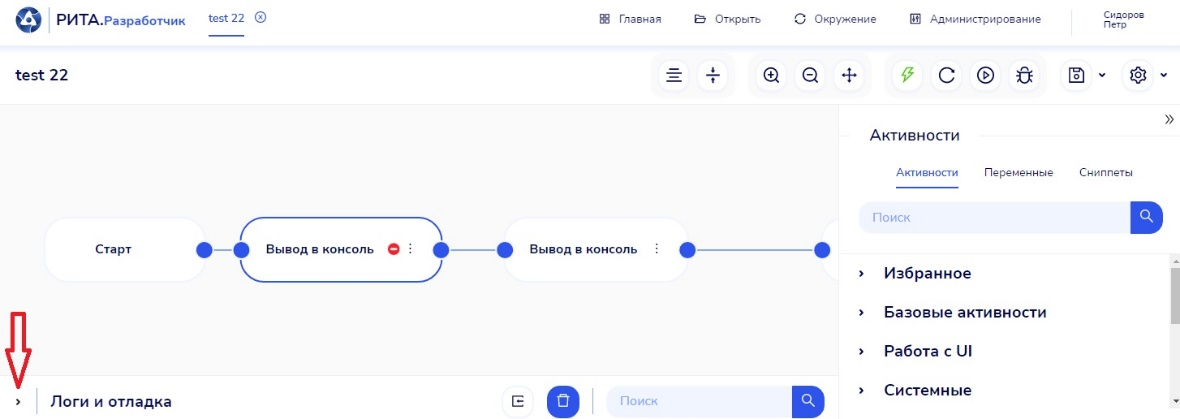 РИТА.Разработчик
test 22
Главная
Открыть
Окружение
Администрирование
Сидоров
Петр
test 22
Активности
Активности Переменные Сниппеты
Поиск
Старт
Вывод в консоль
Вывод в консоль
Избранное
Базовые активности
Работа с UI
Системные
Логи и отладка
Поиск